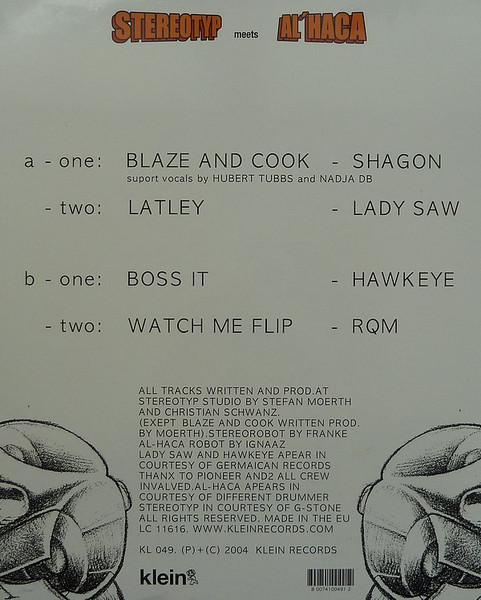 STEREOTYP meets AL'HACA
a - one: BLAZE AND COOK - SHAGON
suport vocals by HUBERT TUBBS and NADJA DB
- two: LATLEY - LADY SAW
b - one: BOSS IT - HAWKEYE
- two: WATCH ME FLIP - RQM
ALL TRACKS WRITTEN AND PROD.AT
STEREOTYP STUDIO BY STEFAN MOERTH
AND CHRISTIAN SCHWANZ.
(EXEPT BLAZE AND COOK WRITTEN PROD.
BY MOERTH).STEREOROBOT BY FRANKE
AL-HACA ROBOT BY IGNAAZ
LADY SAW AND HAWKEYE APEAR IN
COURTESY OF GERMAICAN RECORDS
THANX TO PIONEER AND2 ALL CREW
INVALVED.AL-HACA APEARS IN
COURTESY OF DIFFERENT DRUMMER
STEREOTYP IN COURTESY OF G-STONE
ALL RIGHTS RESERVED. MADE IN THE EU
LC 11616. WWW.KLEINRECORDS.COM
KL 049. (P)+(C) 2004 KLEIN RECORDS
klein
8 00741004912